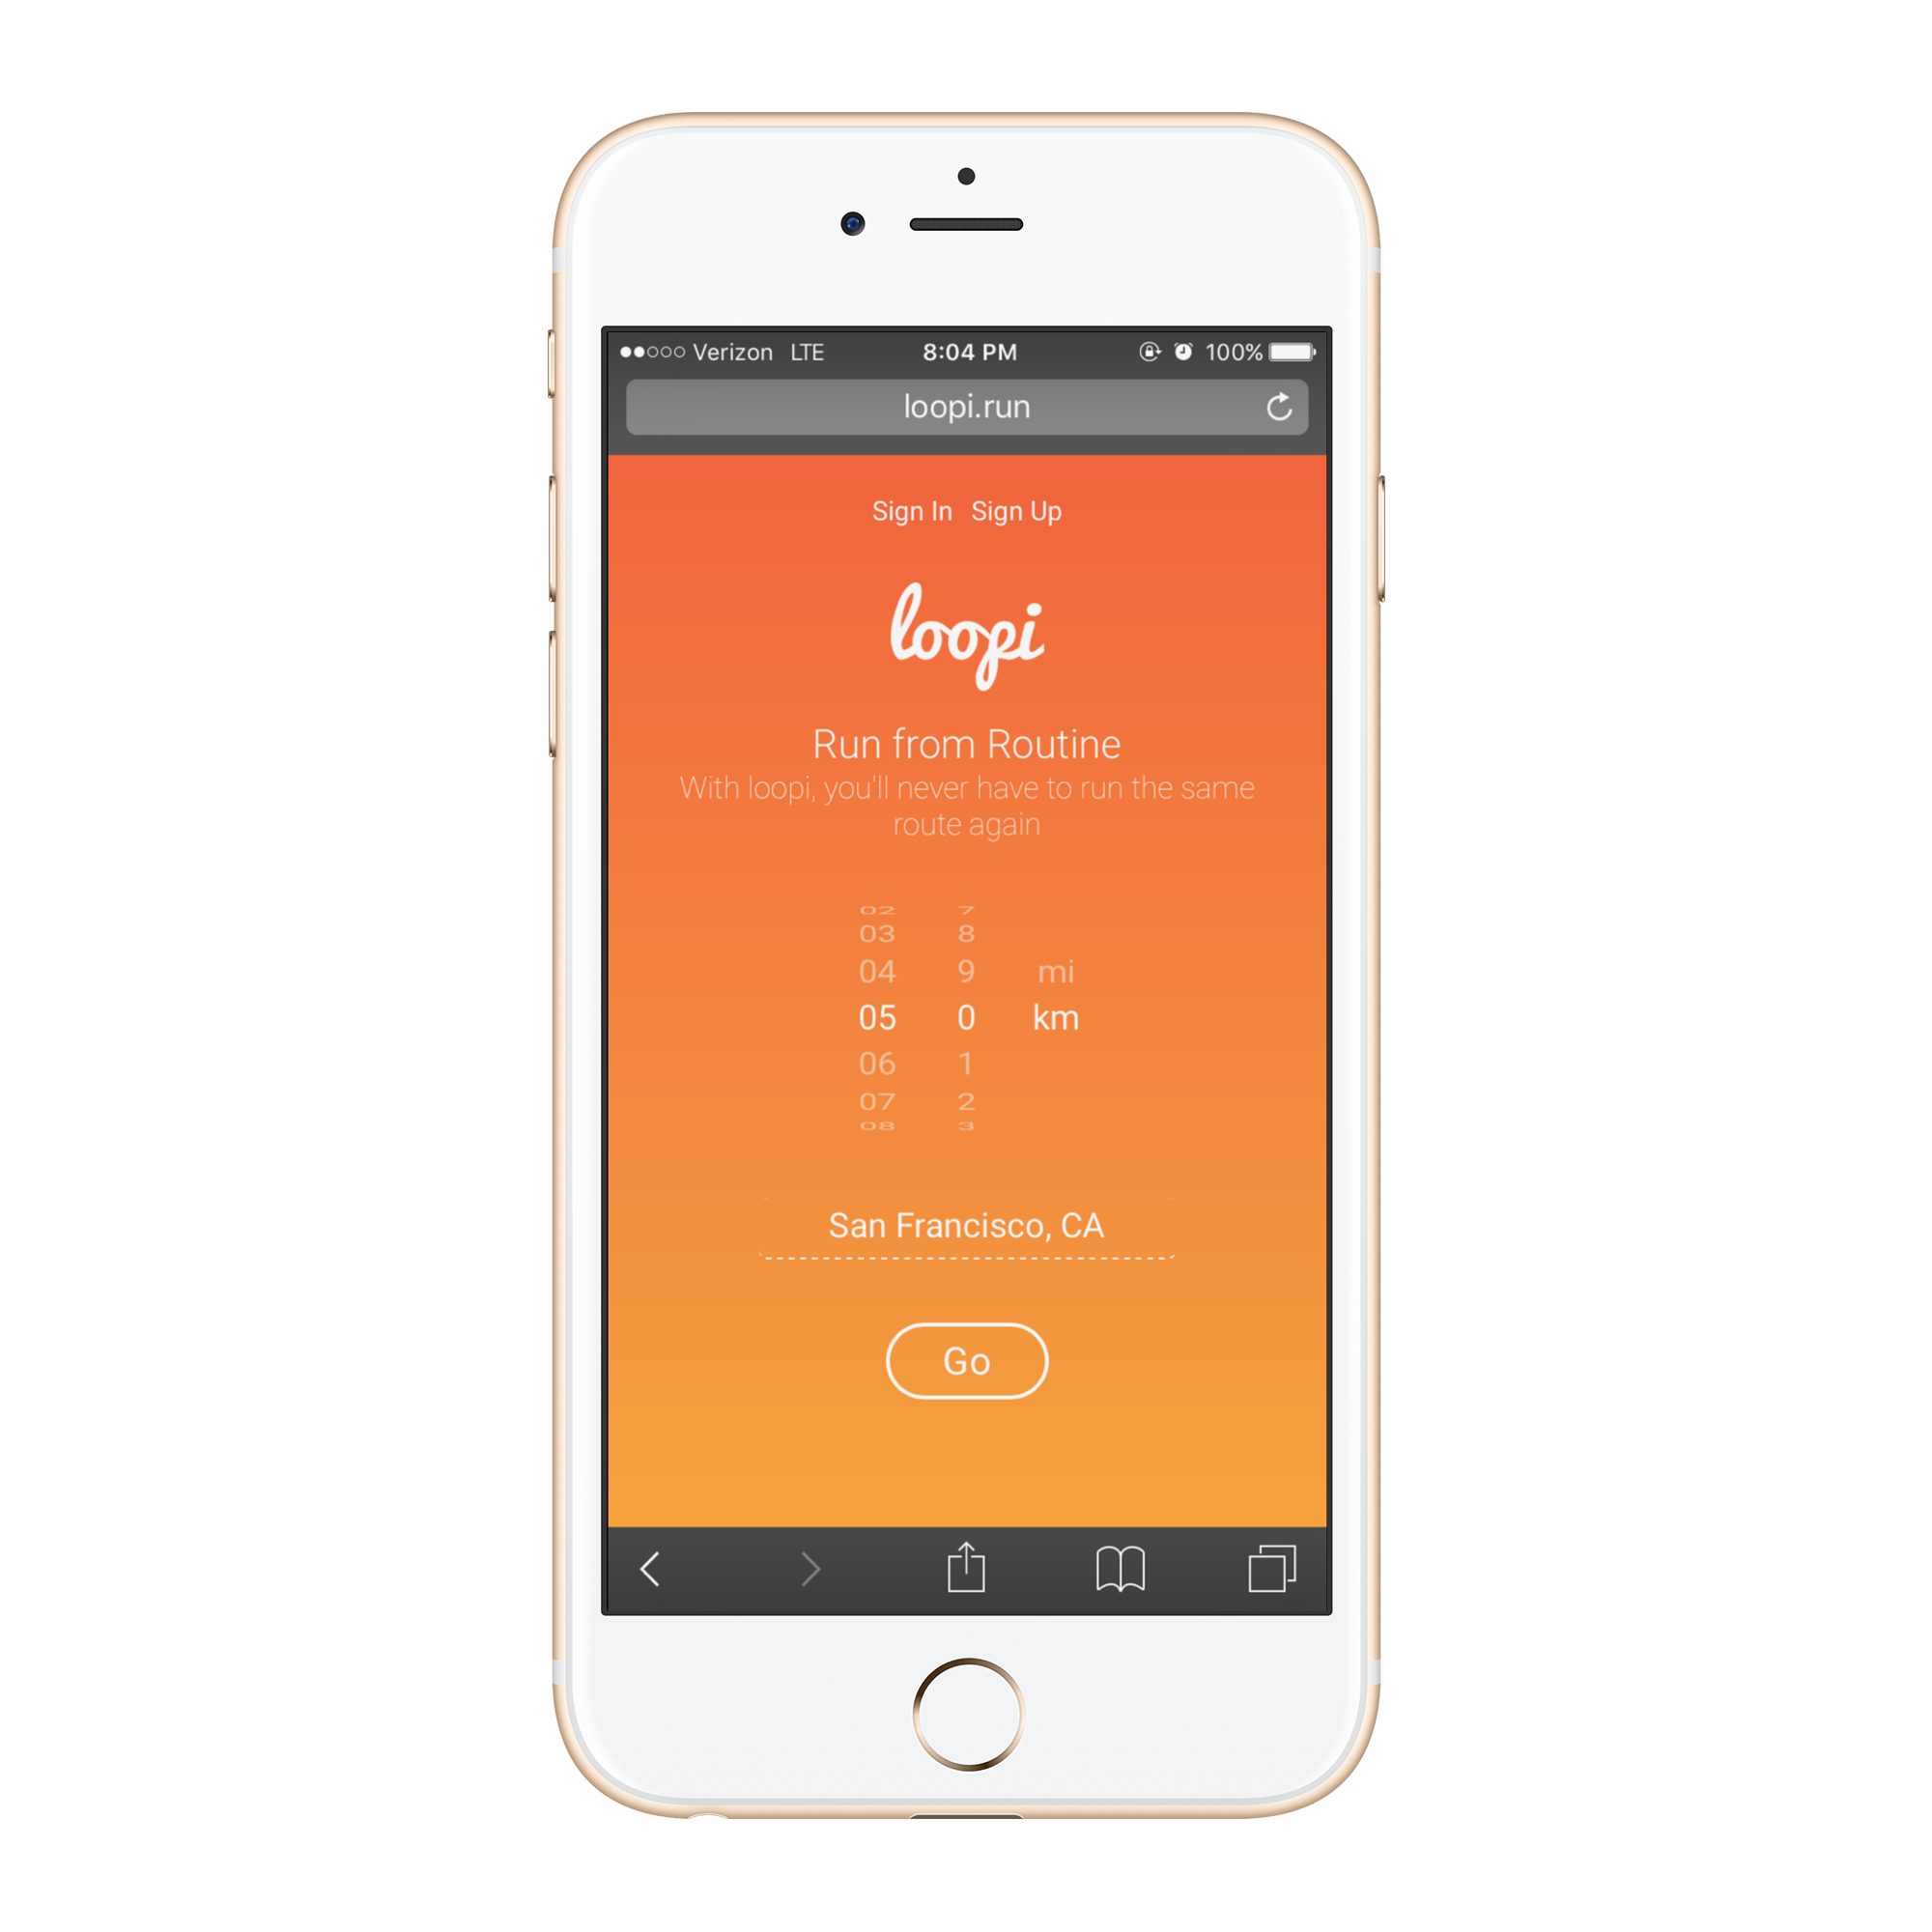 Verizon LTE 8:04 PM 100%
loopi.run
Sign In Sign Up
loopi
Run from Routine
With loopi, you'll never have to run the same
route again
02 7
03 8
04 9 mi
05 0 km
06 1
07 2
08 3
San Francisco, CA
Go